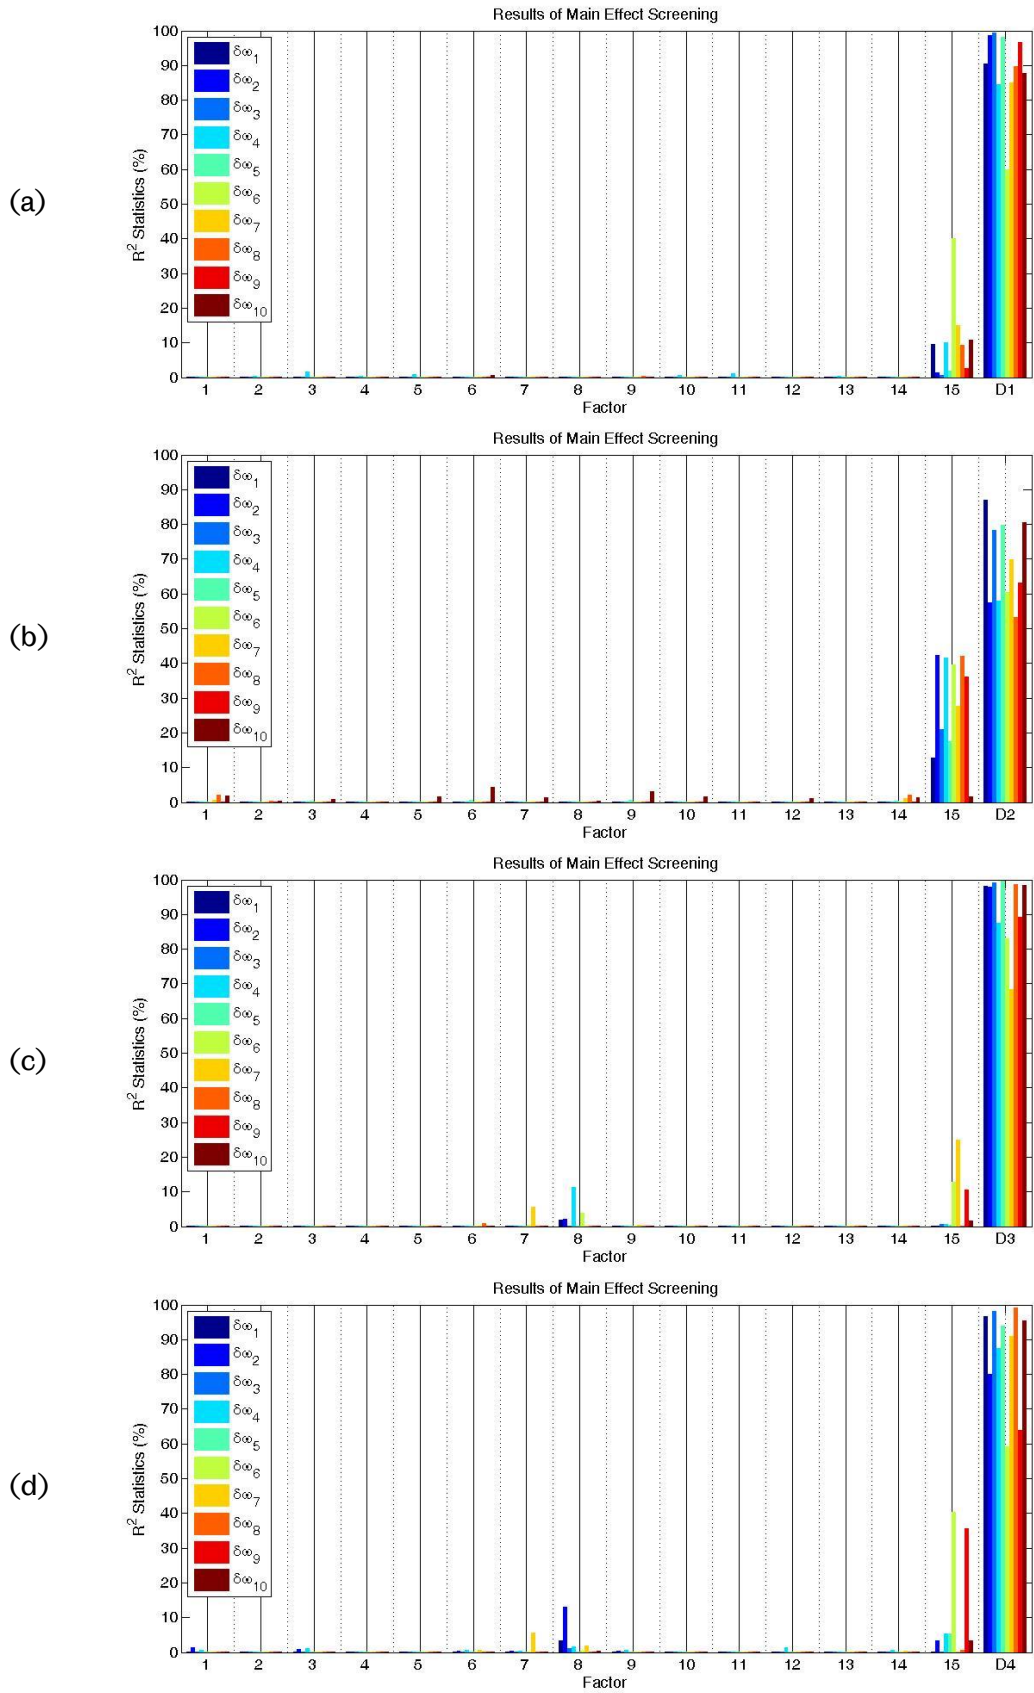 (a)
Results of Main Effect Screening
R2 Statistics (%)
100
90
80
70
60
50
40
30
20
10
0
δω1
δω2
δω3
δω4
δω5
δω6
δω7
δω8
δω9
δω10
1 2 3 4 5 6 7 8 9 10 11 12 13 14 15 D1
Factor
(b)
Results of Main Effect Screening
R2 Statistics (%)
100
90
80
70
60
50
40
30
20
10
0
δω1
δω2
δω3
δω4
δω5
δω6
δω7
δω8
δω9
δω10
1 2 3 4 5 6 7 8 9 10 11 12 13 14 15 D2
Factor
(c)
Results of Main Effect Screening
R2 Statistics (%)
100
90
80
70
60
50
40
30
20
10
0
δω1
δω2
δω3
δω4
δω5
δω6
δω7
δω8
δω9
δω10
1 2 3 4 5 6 7 8 9 10 11 12 13 14 15 D3
Factor
(d)
Results of Main Effect Screening
R2 Statistics (%)
100
90
80
70
60
50
40
30
20
10
0
δω1
δω2
δω3
δω4
δω5
δω6
δω7
δω8
δω9
δω10
1 2 3 4 5 6 7 8 9 10 11 12 13 14 15 D4
Factor